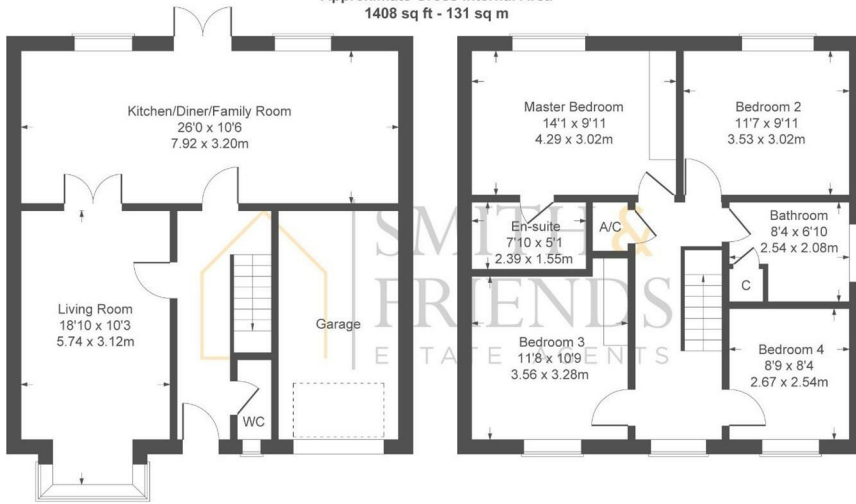 1408 sq ft - 131 sq m
Kitchen/Diner/Family Room
26'0 x 10'6
7.92 x 3.20m
Living Room
18'10 x 10'3
5.74 x 3.12m
Garage
WC
Master Bedroom
14'1 x 9'11
4.29 x 3.02m
Bedroom 2
11'7 x 9'11
3.53 x 3.02m
En-suite
7'10 x 5'1
2.39 x 1.55m
A/C
Bathroom
8'4 x 6'10
2.54 x 2.08m
C
Bedroom 3
11'8 x 10'9
3.56 x 3.28m
Bedroom 4
8'9 x 8'4
2.67 x 2.54m
SMITH &
FRIENDS
ESTATE AGENTS